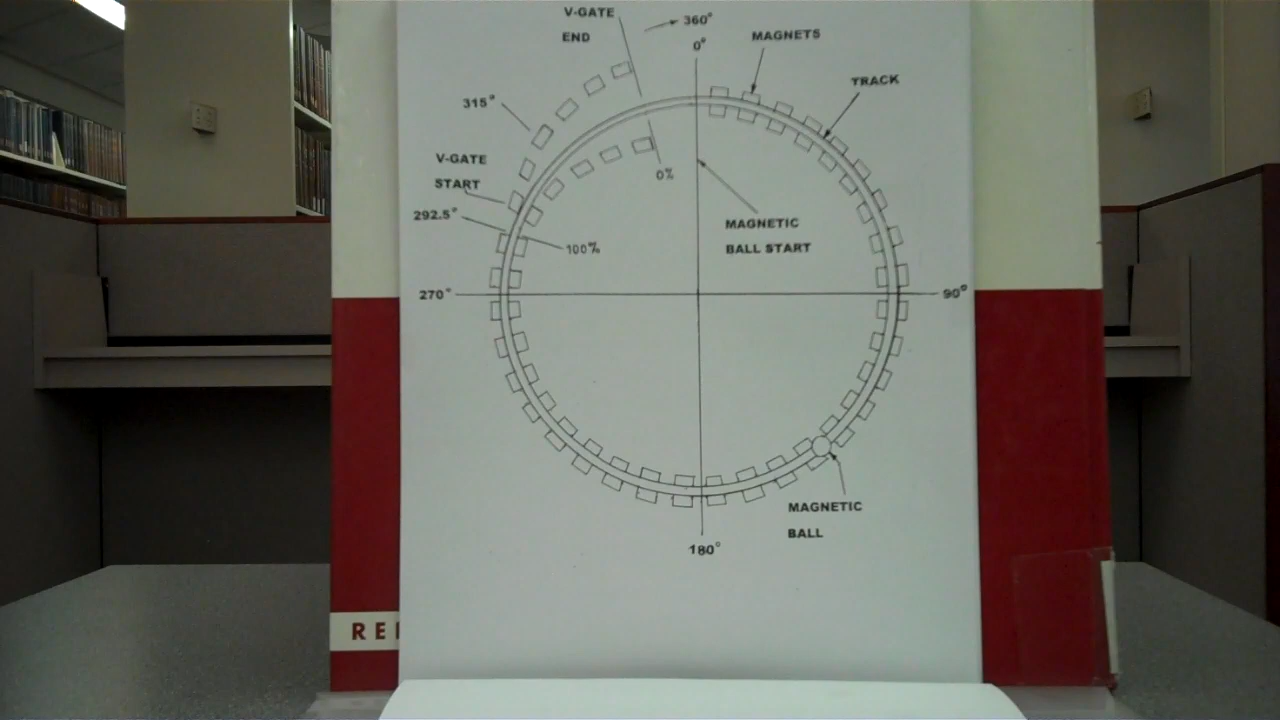 V-GATE
END
360°
0°
MAGNETS
TRACK
315°
V-GATE
START
0%
292.5°
100%
MAGNETIC
BALL START
270°
90°
MAGNETIC
BALL
180°